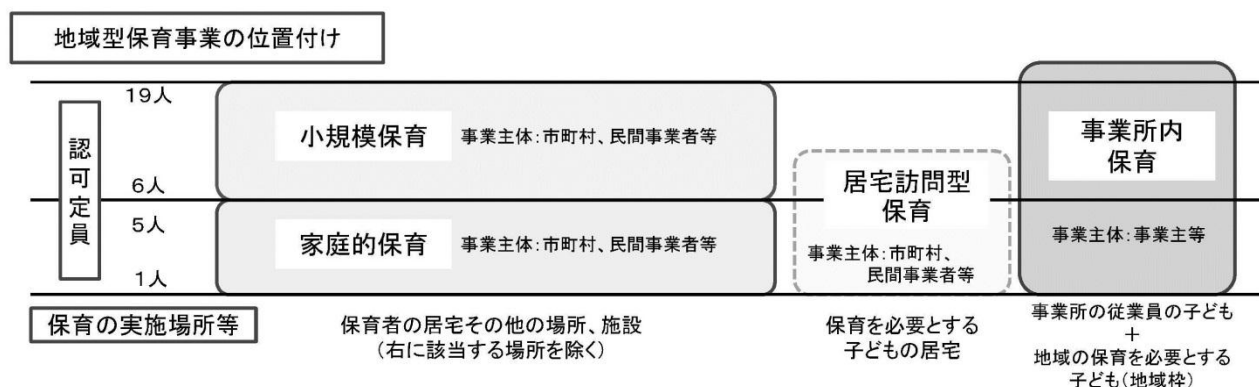 地域型保育事業の位置付け
認可定員
19人
6人
5人
1人
小規模保育
事業主体：市町村、民間事業者等
家庭的保育
事業主体：市町村、民間事業者等
居宅訪問型
保育
事業主体：市町村、
民間事業者等
事業所内
保育
事業主体：事業主等
保育の実施場所等
保育者の居宅その他の場所、施設
（右に該当する場所を除く）
保育を必要とする
子どもの居宅
事業所の従業員の子ども
＋
地域の保育を必要とする
子ども（地域枠）